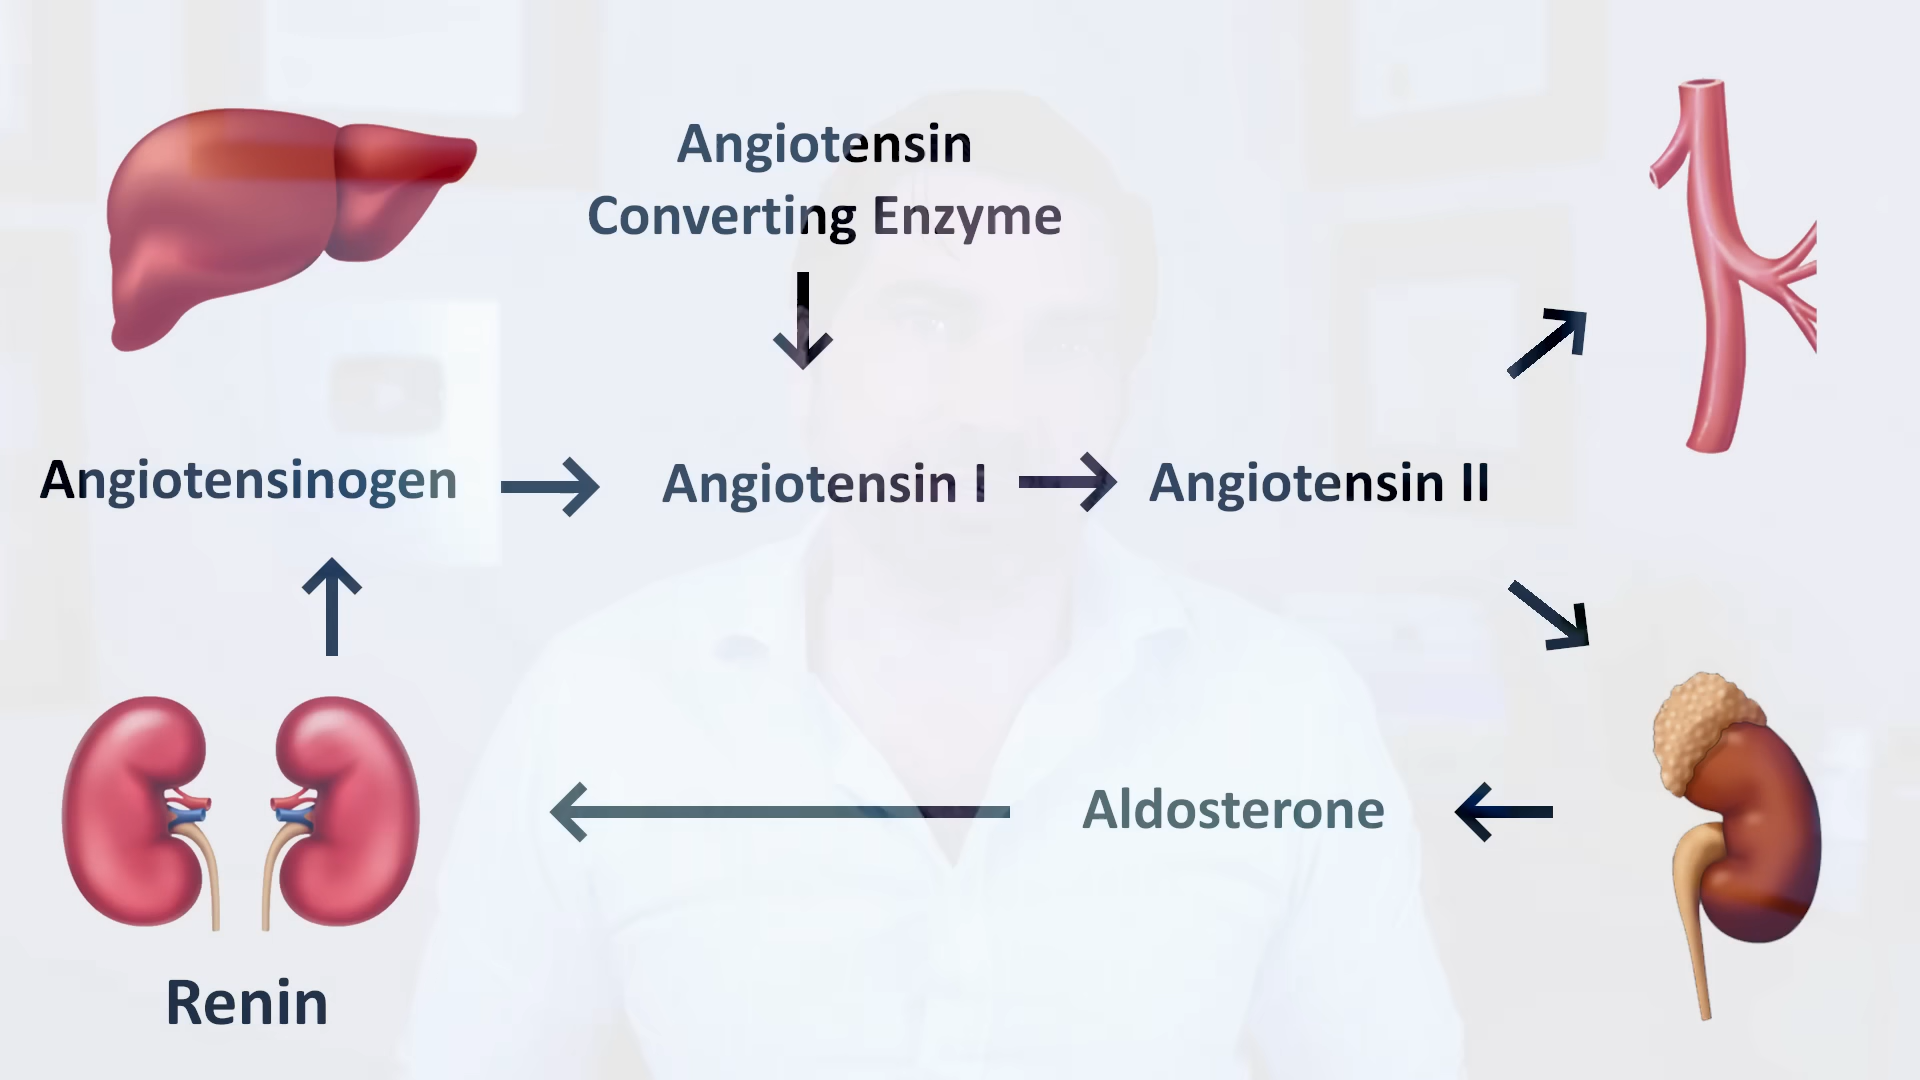 Angiotensin
Converting Enzyme
Angiotensinogen
Angiotensin I
Angiotensin II
Aldosterone
Renin